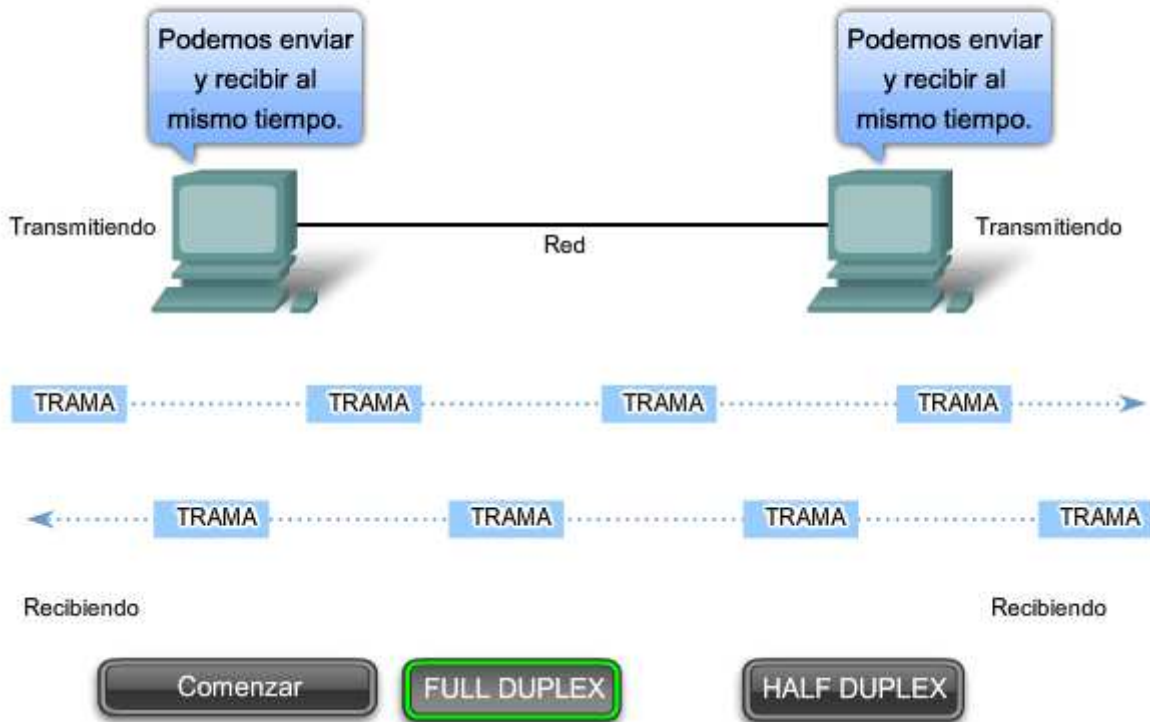 Podemos enviar
y recibir al
mismo tiempo.
Podemos enviar
y recibir al
mismo tiempo.
Transmitiendo
Red
Transmitiendo
TRAMA TRAMA TRAMA TRAMA
TRAMA TRAMA TRAMA TRAMA
Recibiendo
Recibiendo
Comenzar
FULL DUPLEX
HALF DUPLEX